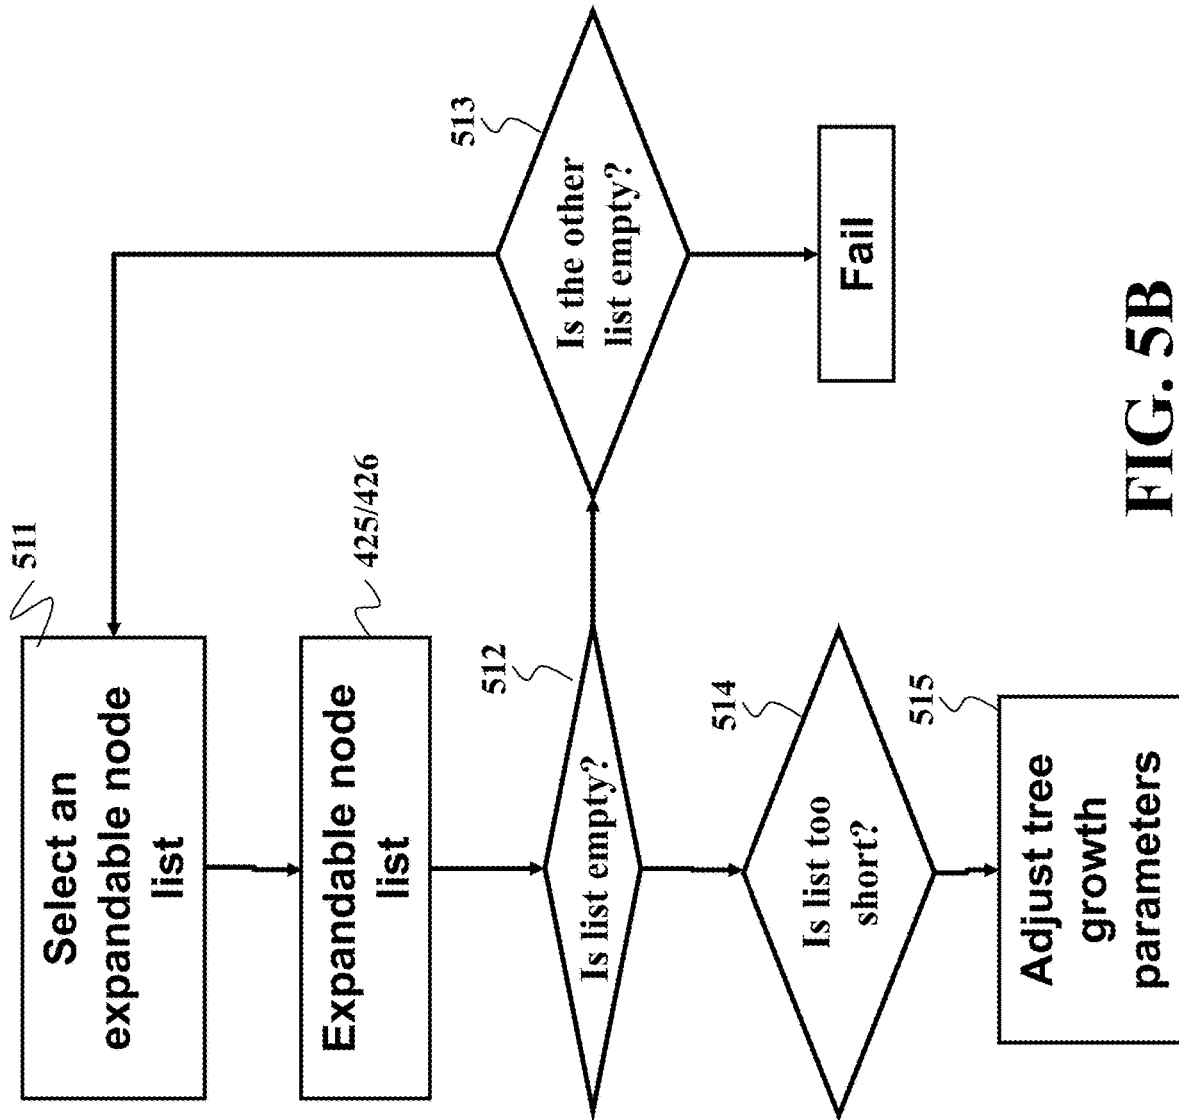 511
Select an
expandable node
list
425/426
Expandable node
list
512
Is list empty?
513
Is the other
list empty?
Fail
514
Is list too
short?
515
Adjust tree
growth
parameters
FIG. 5B